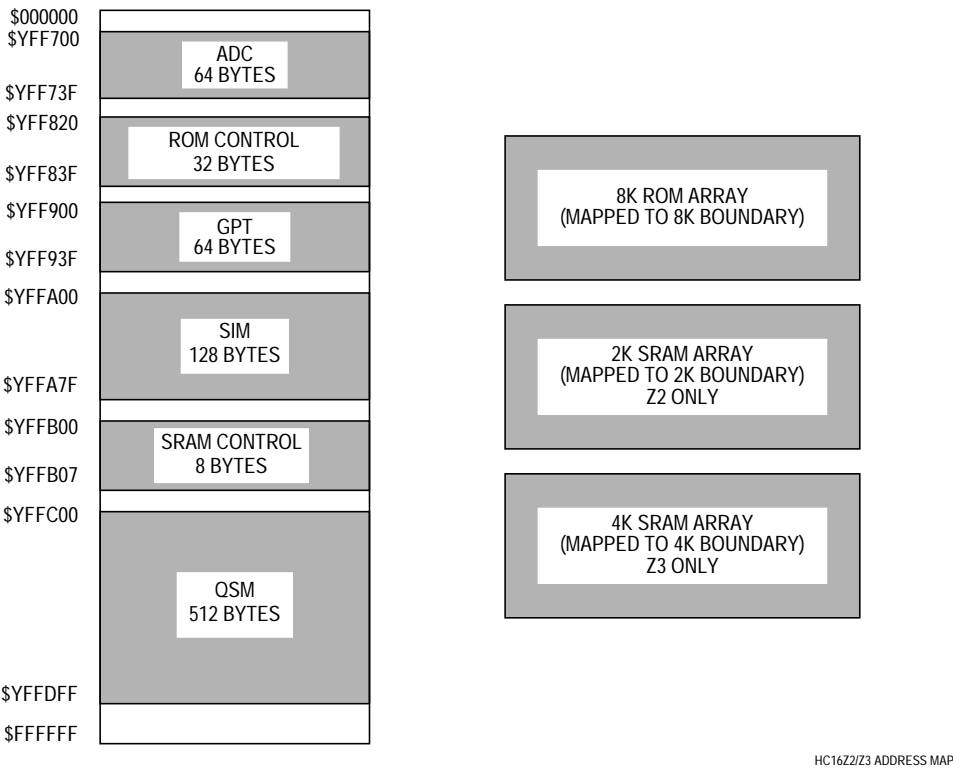 $000000
$YFF700
ADC
64 BYTES
$YFF73F
$YFF820
ROM CONTROL
32 BYTES
$YFF83F
$YFF900
GPT
64 BYTES
$YFF93F
$YFFA00
SIM
128 BYTES
$YFFA7F
$YFFB00
SRAM CONTROL
8 BYTES
$YFFB07
$YFFC00
QSM
512 BYTES
$YFFDFF
$FFFFFF
8K ROM ARRAY
(MAPPED TO 8K BOUNDARY)
2K SRAM ARRAY
(MAPPED TO 2K BOUNDARY)
Z2 ONLY
4K SRAM ARRAY
(MAPPED TO 4K BOUNDARY)
Z3 ONLY
HC16Z2/Z3 ADDRESS MAP